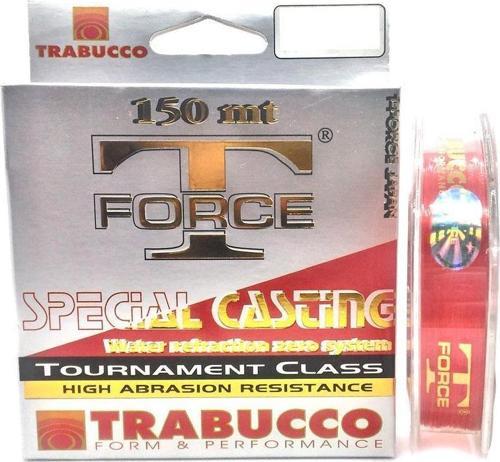 TRABUCCO
150 mt
T ®
FORCE
T-FORCE JAPAN
SPECIAL CASTING
Water refraction zero system
TOURNAMENT CLASS
HIGH ABRASION RESISTANCE
TRABUCCO
FORM & PERFORMANCE
UCCO
T ®
FORCE